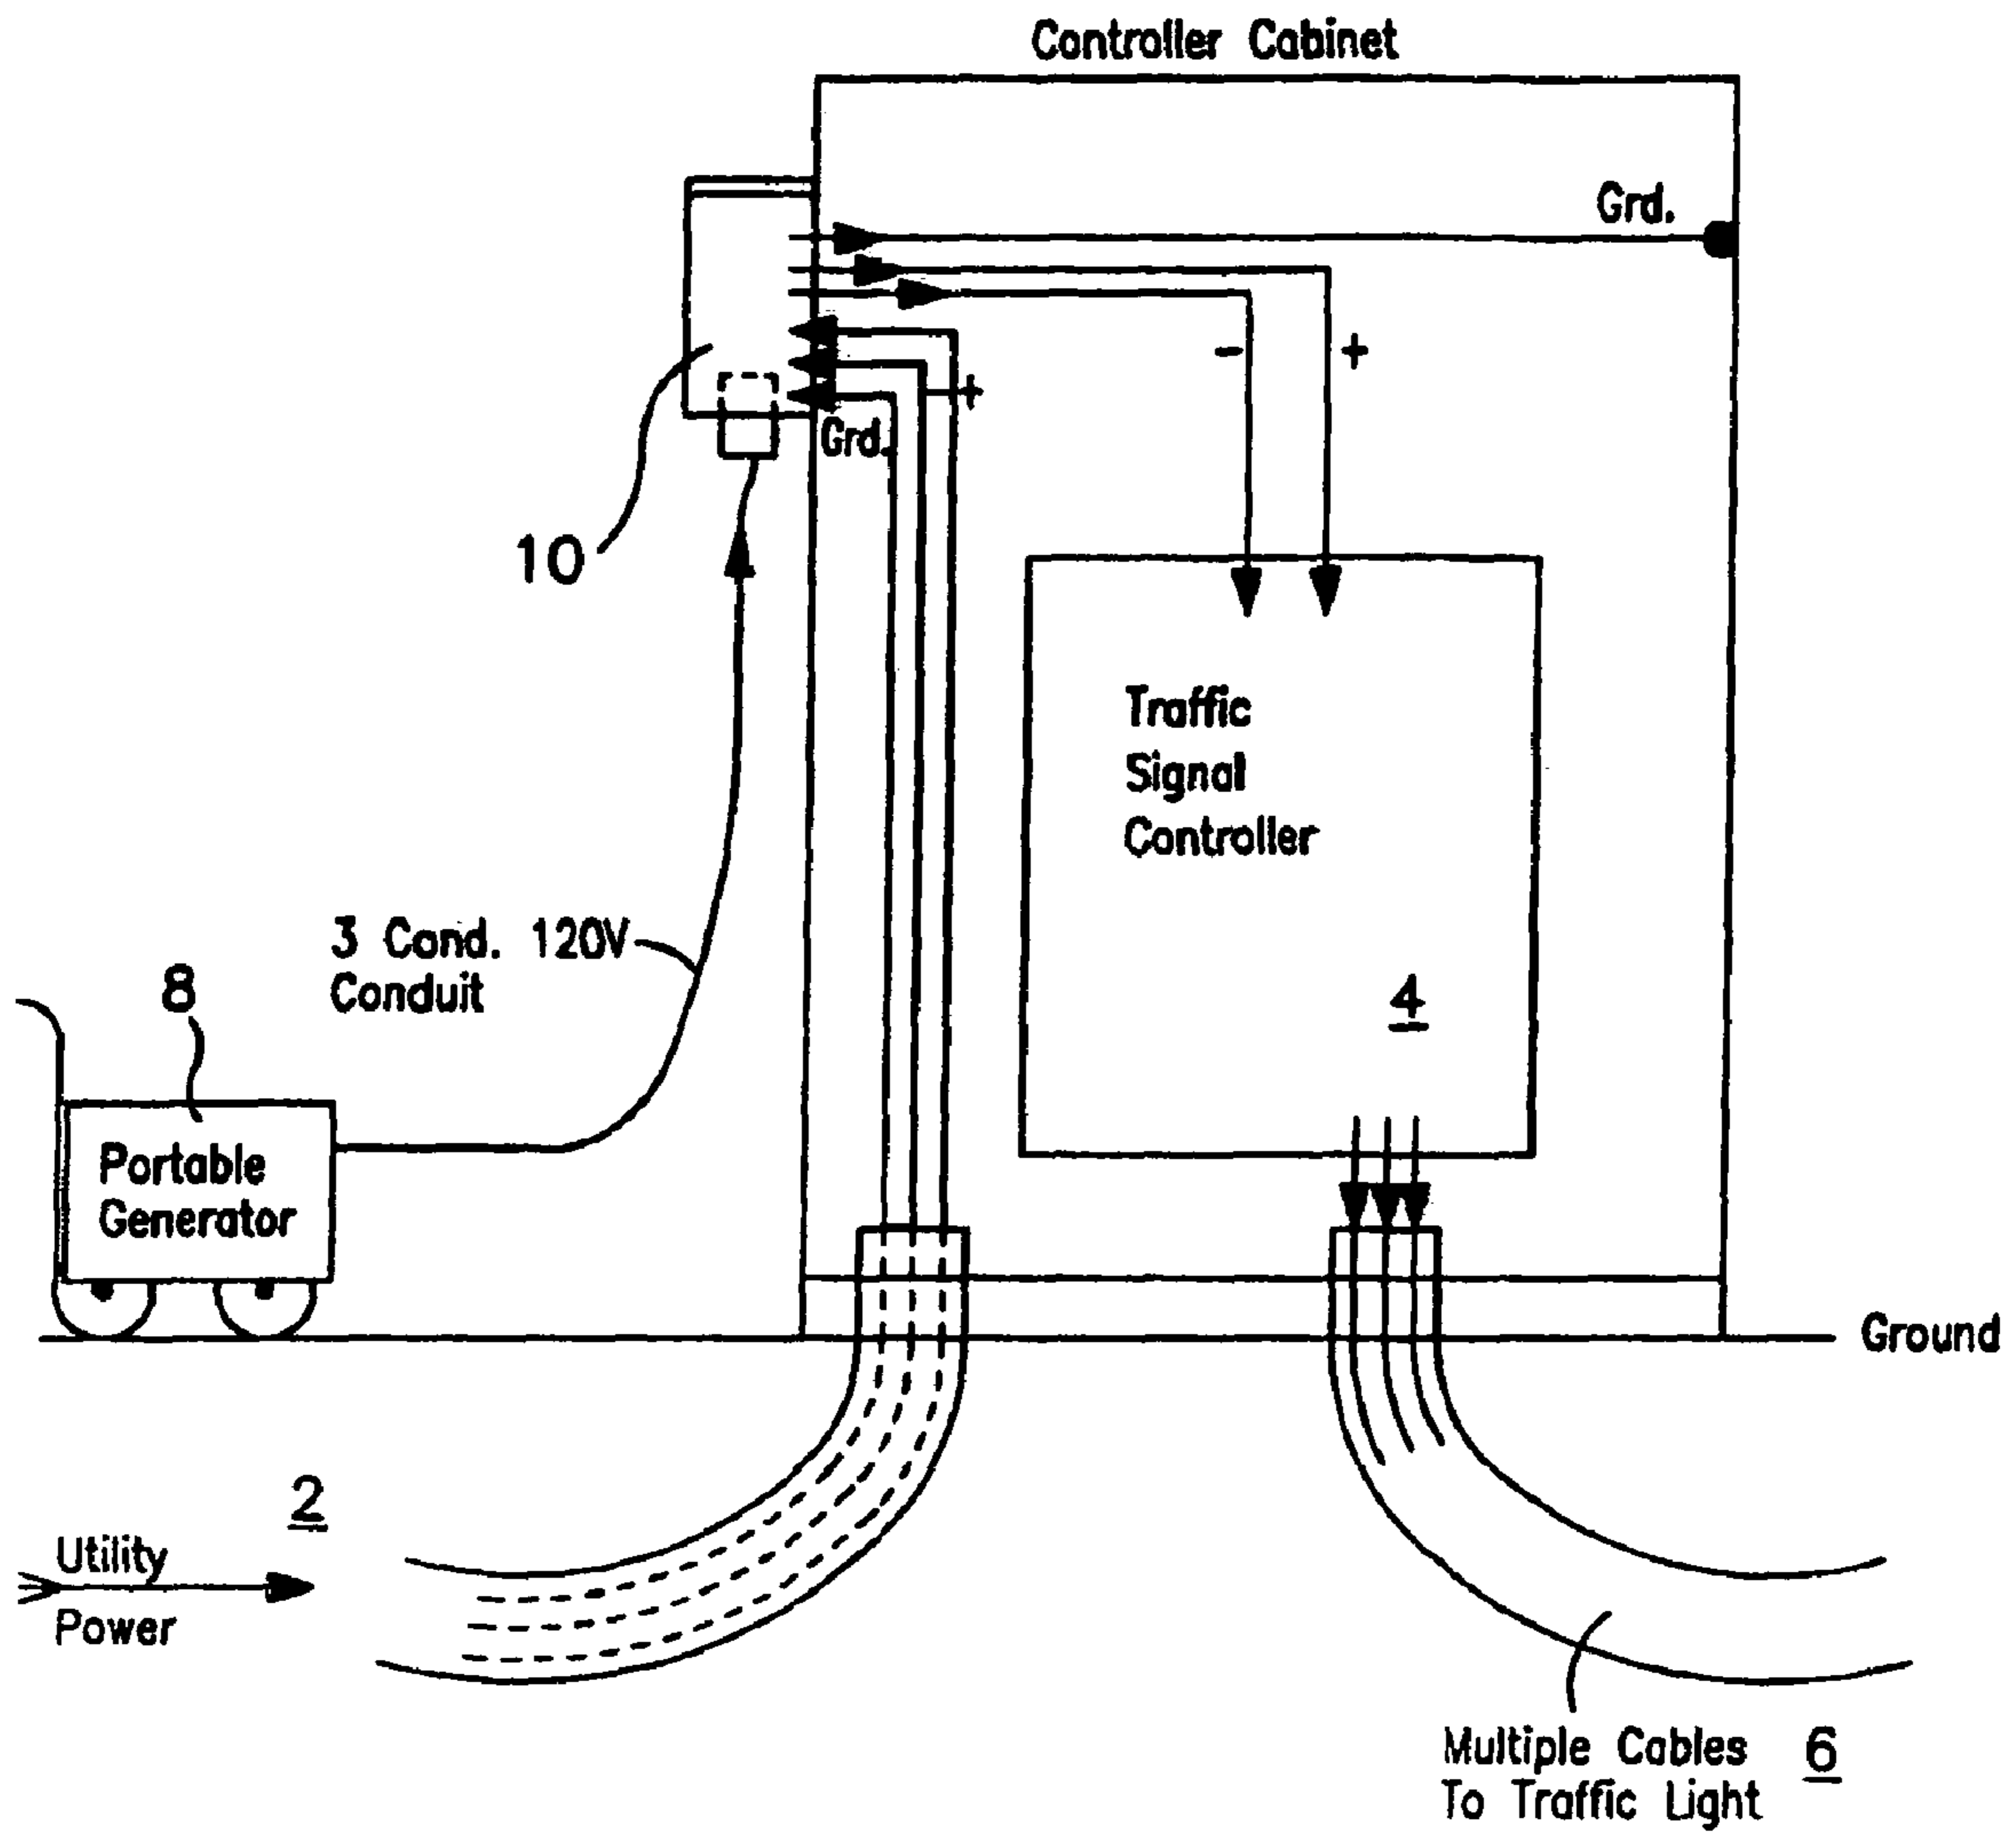 Controller Cabinet
Grd.
- +
+
Grd.
10
Traffic
Signal
Controller
3 Cond. 120V
Conduit
8
4
Portable
Generator
Ground
2
Utility
Power
Multiple Cables
To Traffic Light
6